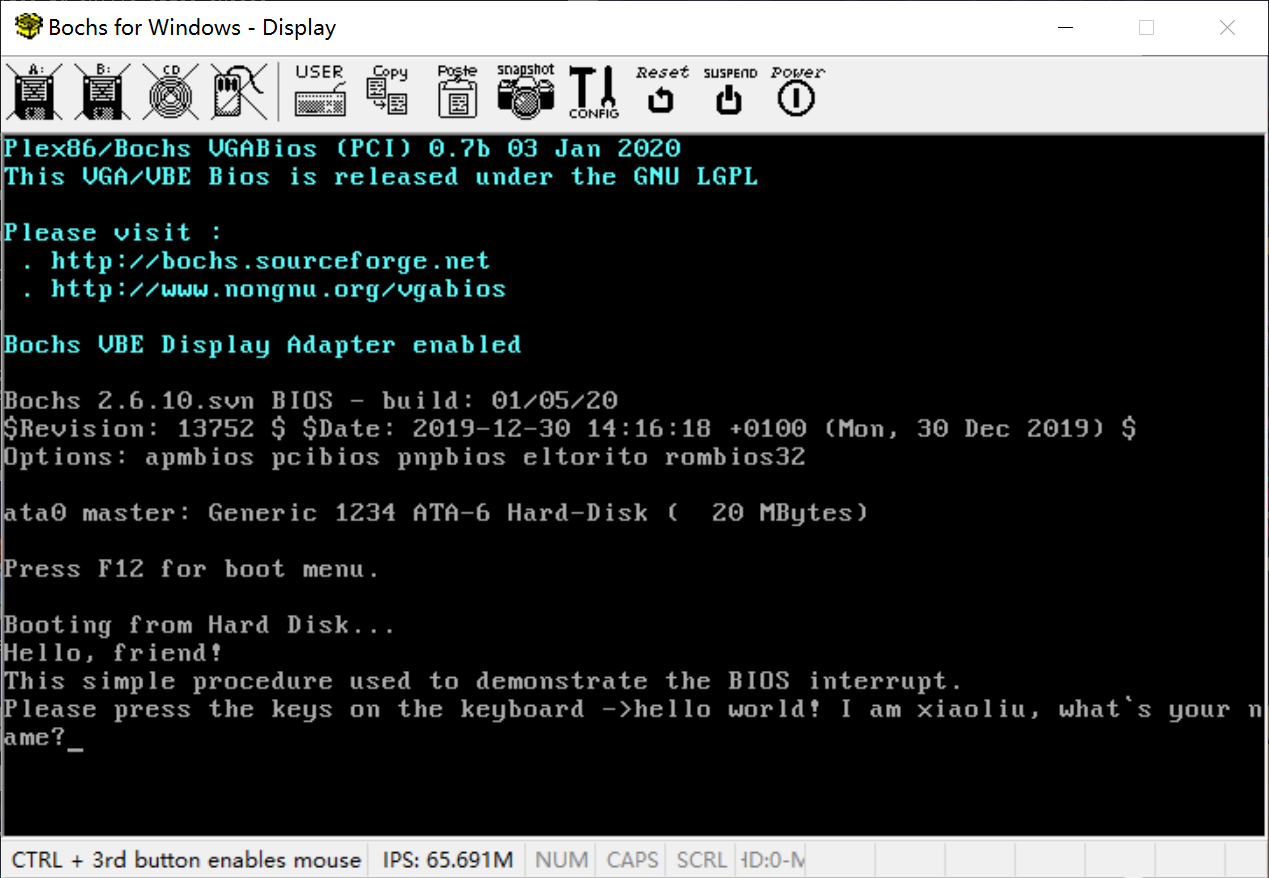 Bochs for Windows - Display
A: B: CD USER Copy Paste snapshot CONFIG Reset SUSPEND Power
Plex86/Bochs VGABios (PCI) 0.7b 03 Jan 2020
This VGA/VBE Bios is released under the GNU LGPL
Please visit :
. http://bochs.sourceforge.net
. http://www.nongnu.org/vgabios
Bochs VBE Display Adapter enabled
Bochs 2.6.10.svn BIOS - build: 01/05/20
$Revision: 13752 $ $Date: 2019-12-30 14:16:18 +0100 (Mon, 30 Dec 2019) $
Options: apmbios pcibios pnpbios eltorito rombios32
ata0 master: Generic 1234 ATA-6 Hard-Disk (  20 MBytes)
Press F12 for boot menu.
Booting from Hard Disk...
Hello, friend!
This simple procedure used to demonstrate the BIOS interrupt.
Please press the keys on the keyboard ->hello world! I am xiaoliu, what`s your n
ame?_
CTRL + 3rd button enables mouse IPS: 65.691M NUM CAPS SCRL